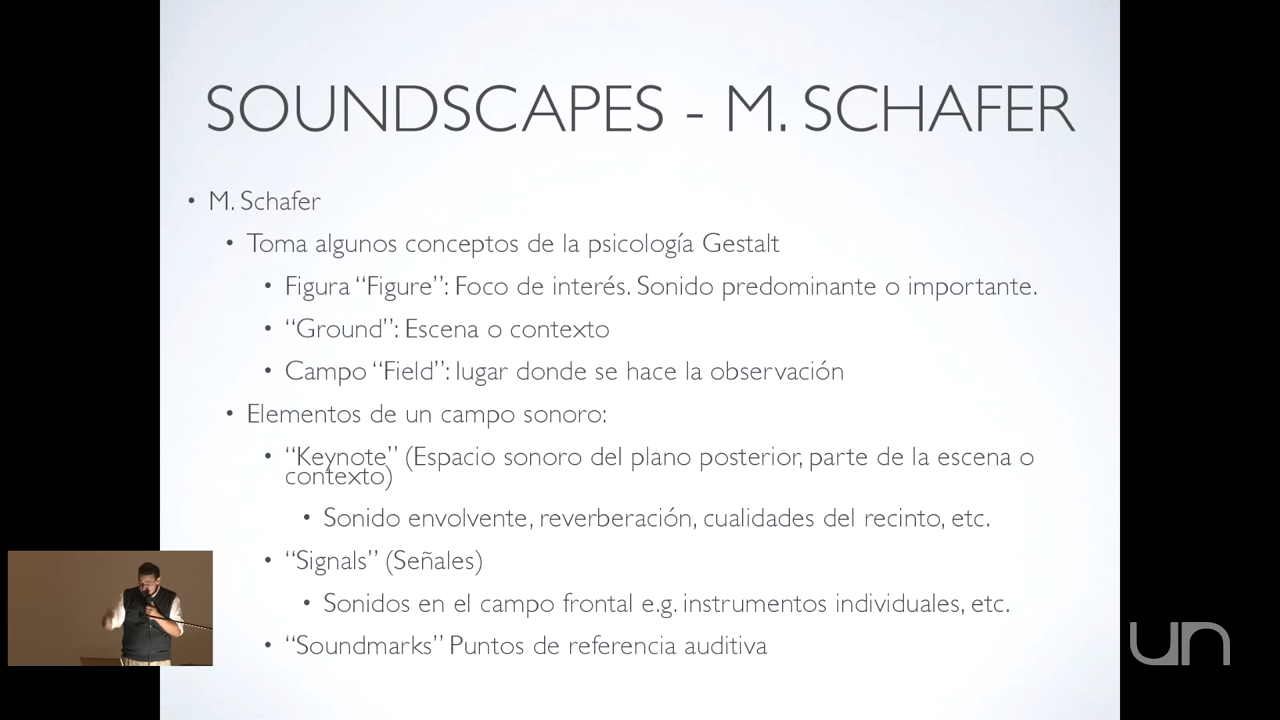 SOUNDSCAPES - M. SCHAFER
• M. Schafer
• Toma algunos conceptos de la psicología Gestalt
• Figura “Figure”: Foco de interés. Sonido predominante o importante.
• “Ground”: Escena o contexto
• Campo “Field”: lugar donde se hace la observación
• Elementos de un campo sonoro:
• “Keynote” (Espacio sonoro del plano posterior, parte de la escena o
contexto)
• Sonido envolvente, reverberación, cualidades del recinto, etc.
• “Signals” (Señales)
• Sonidos en el campo frontal e.g. instrumentos individuales, etc.
• “Soundmarks” Puntos de referencia auditiva
un